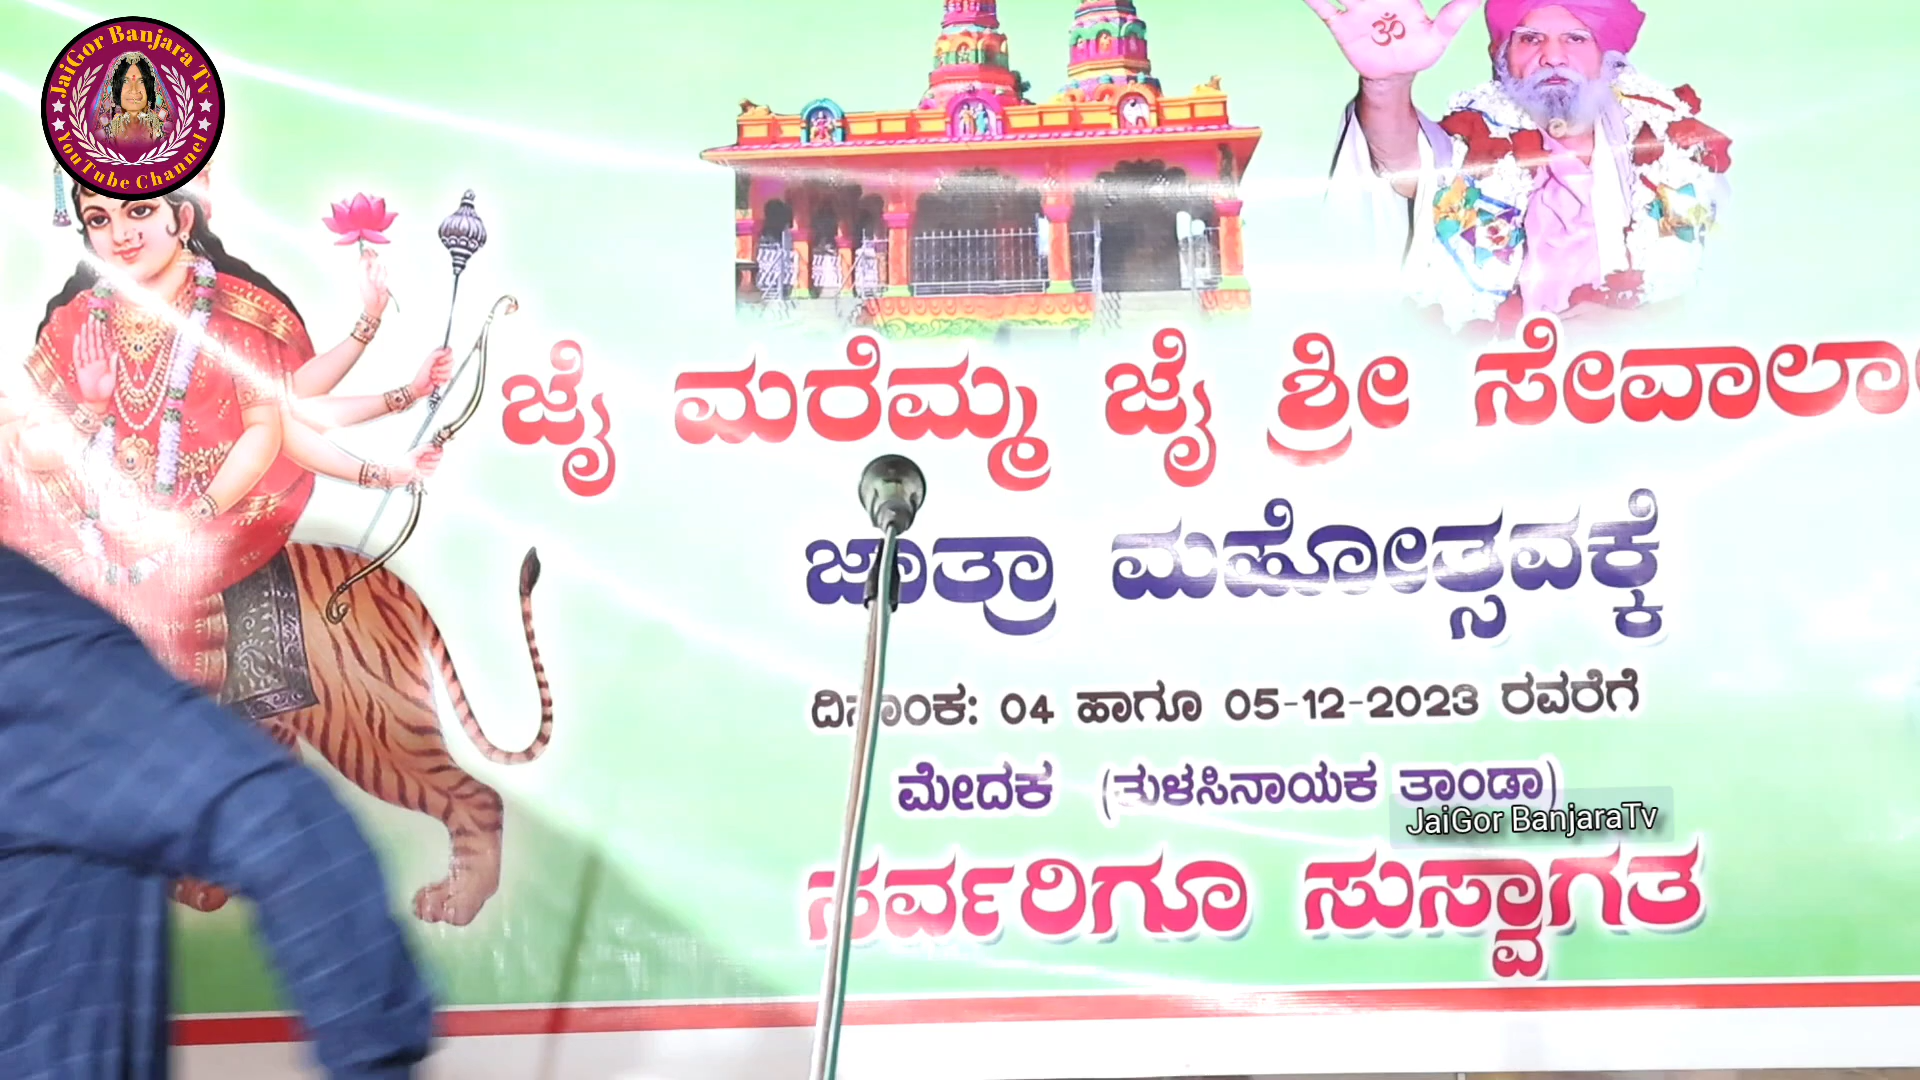 JaiGor Banjara Tv
YouTube Channel
ॐ
ಜೈ ಮರೆಮ್ಮ ಜೈ ಶ್ರೀ ಸೇವಾಲಾಲ
ಜಾತ್ರಾ ಮಹೋತ್ಸವಕ್ಕೆ
ದಿನಾಂಕ: 04 ಹಾಗೂ 05-12-2023 ರವರೆಗೆ
ಮೇದಕ (ತುಳಸಿನಾಯಕ ತಾಂಡಾ)
JaiGor BanjaraTv
ಸರ್ವರಿಗೂ ಸುಸ್ವಾಗತ